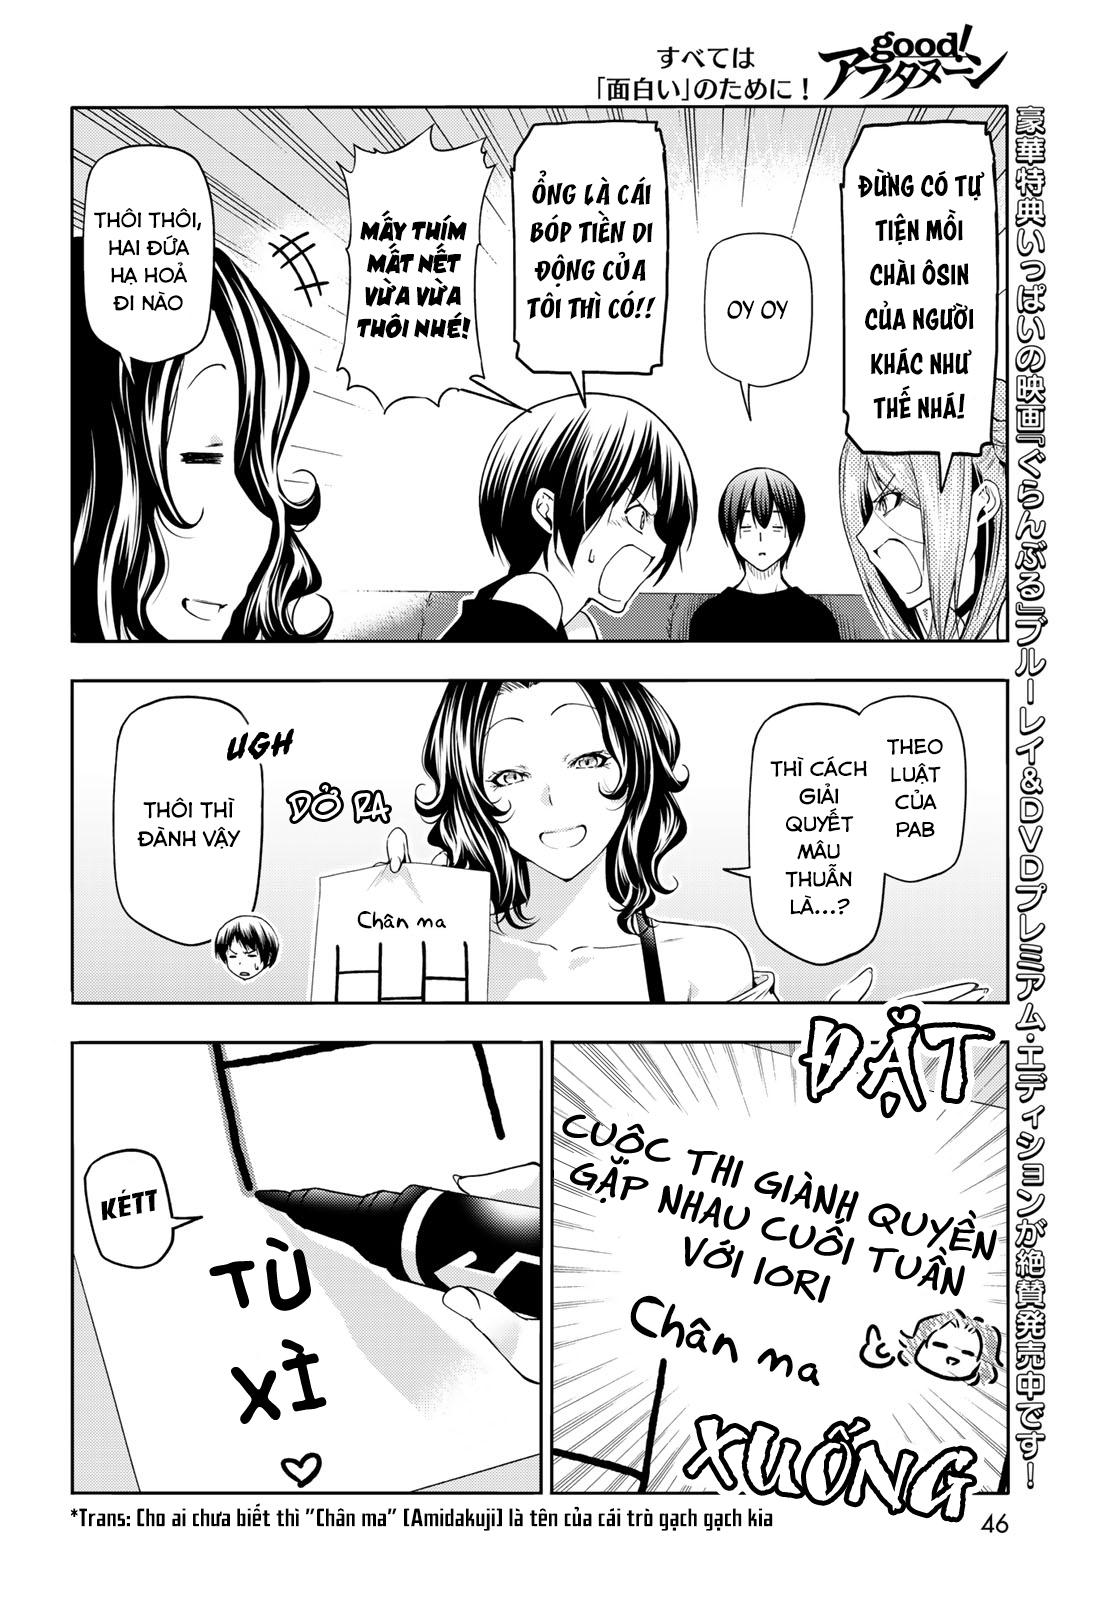 すべては
「面白い」のために！
good!
アフタヌーン
豪華特典いっぱいの映画『ぐらんぶる』ブルーレイ&DVDプレミアム・エディションが絶賛発売中です！
ĐỪNG CÓ TỰ
TIỆN MỒI
CHÀI ÔSIN
CỦA NGƯỜI
KHÁC NHƯ
THẾ NHÁ!
OY OY
ỔNG LÀ CÁI
BÓP TIỀN DI
ĐỘNG CỦA
TÔI THÌ CÓ!!
MẤY THÍM
MẤT NẾT
VỪA VỪA
THÔI NHÉ!
THÔI THÔI,
HAI ĐỨA
HẠ HOẢ
ĐI NÀO
THEO
LUẬT
CỦA
PAB
THÌ CÁCH
GIẢI
QUYẾT
MÂU
THUẪN
LÀ...?
DỞ RA
Chân ma
UGH
THÔI THÌ
ĐÀNH VẬY
ĐẶT
CUỘC THI GIÀNH QUYỀN
GẶP NHAU CUỐI TUẦN
VỚI IORI
Chân ma
XUỐNG
KÉTT
TÙ
XÌ ♡
*Trans: Cho ai chưa biết thì "Chân ma" (Amidakuji) là tên của cái trò gạch gạch kia
46